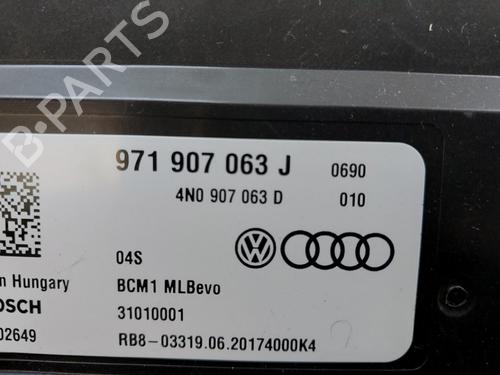 B-PARTS
971 907 063 J 0690
4N0 907 063 D 010
04S
n Hungary BCM1 MLBevo
OSCH 31010001
02649 RB8-03319.06.20174000K4